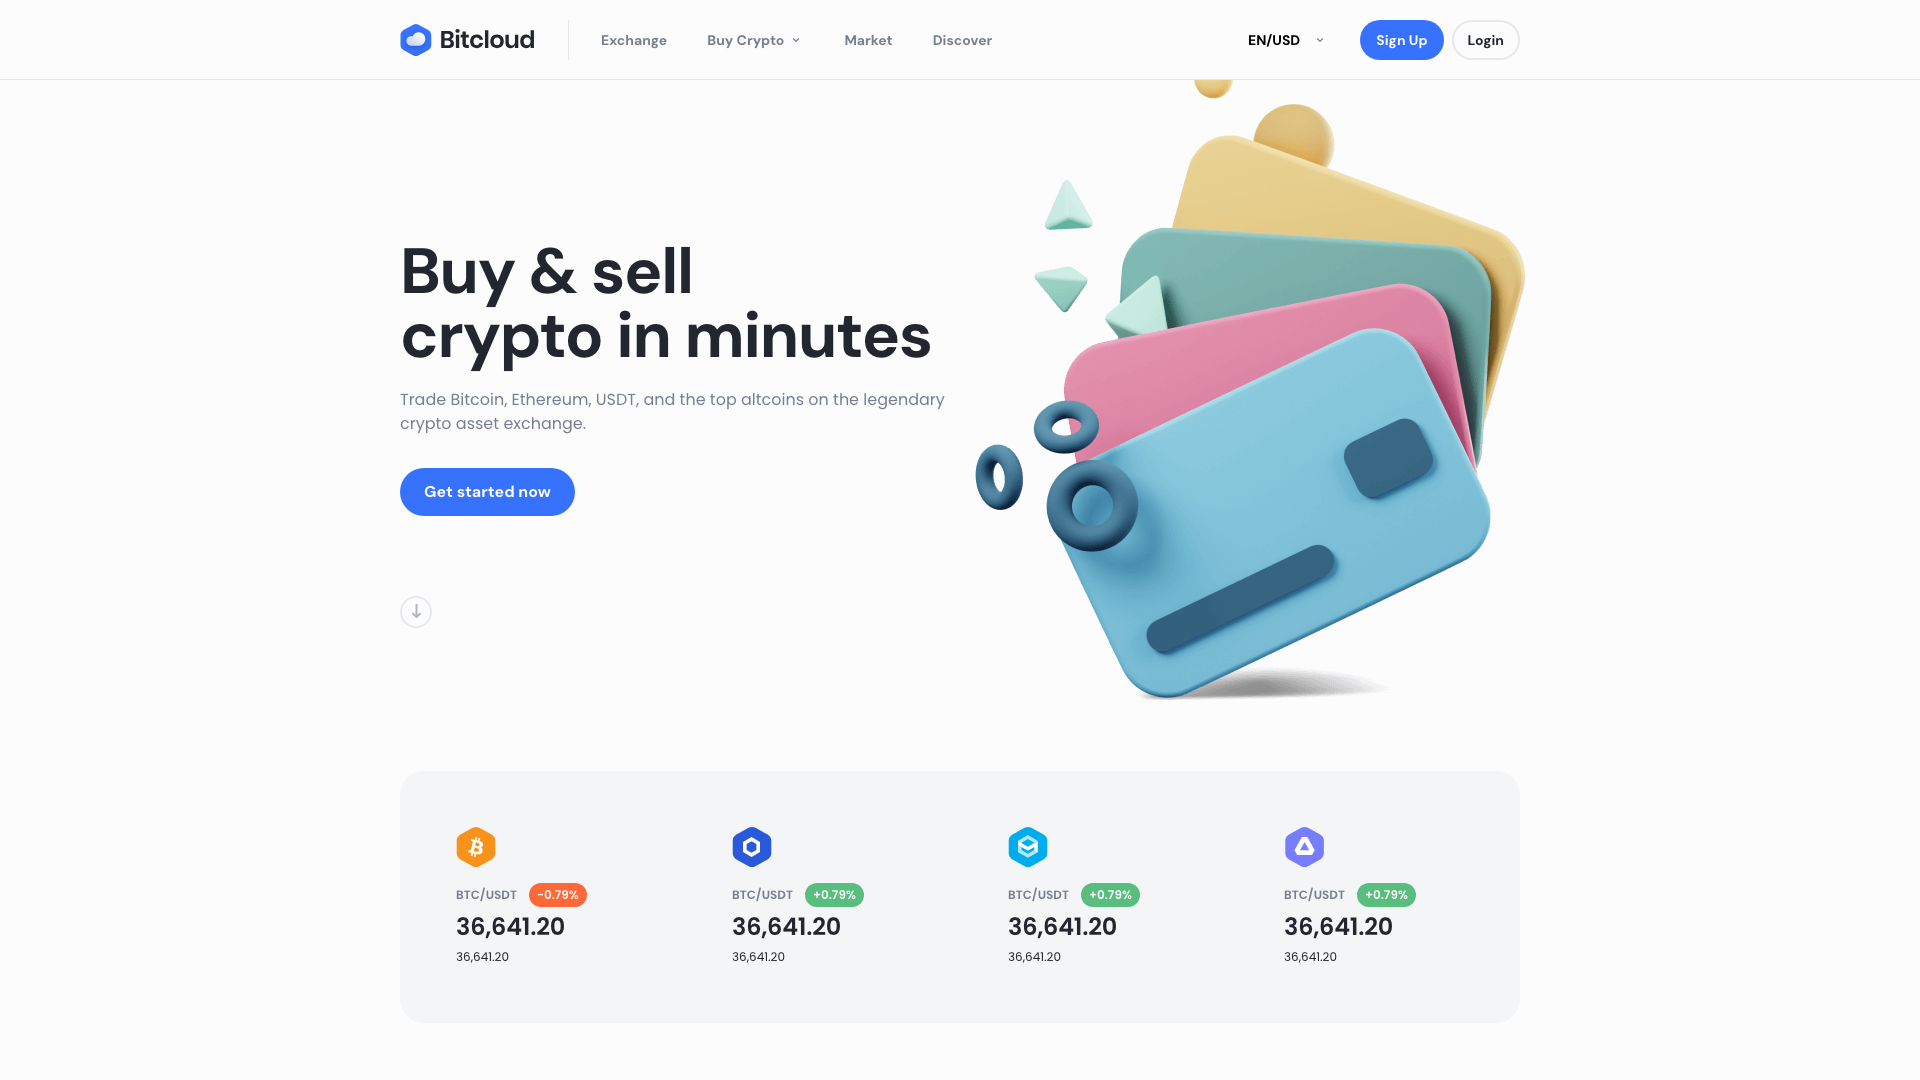 Bitcloud
Exchange
Buy Crypto
Market
Discover
EN/USD
Sign Up
Login
Buy & sell
crypto in minutes
Trade Bitcoin, Ethereum, USDT, and the top altcoins on the legendary
crypto asset exchange.
Get started now
BTC/USDT -0.79%
36,641.20
36,641.20
BTC/USDT +0.79%
36,641.20
36,641.20
BTC/USDT +0.79%
36,641.20
36,641.20
BTC/USDT +0.79%
36,641.20
36,641.20